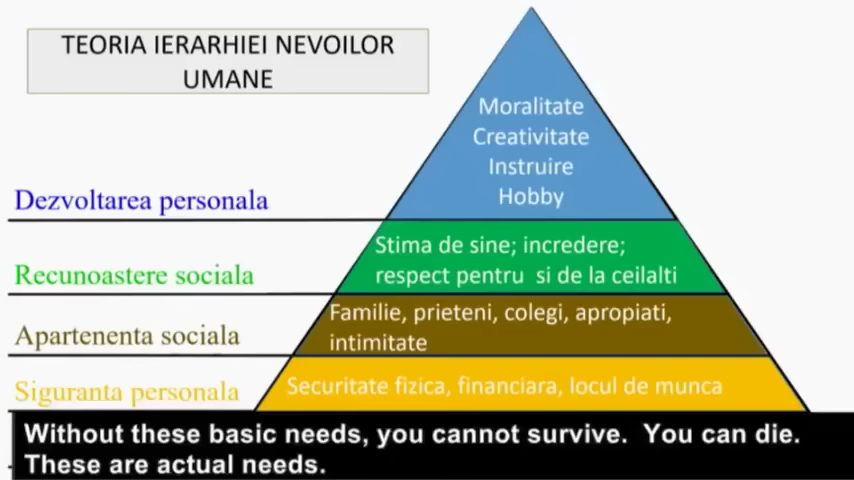 TEORIA IERARHIEI NEVOILOR
UMANE
Moralitate
Creativitate
Instruire
Hobby
Dezvoltarea personala
Stima de sine; incredere;
respect pentru si de la ceilalti
Recunoastere sociala
Familie, prieteni, colegi, apropiati,
intimitate
Apartenenta sociala
Securitate fizica, financiara, locul de munca
Siguranta personala
Without these basic needs, you cannot survive. You can die.
These are actual needs.